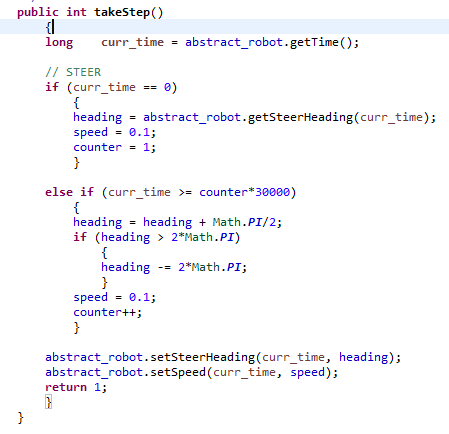 public int takeStep()
{
long curr_time = abstract_robot.getTime();
// STEER
if (curr_time == 0)
{
heading = abstract_robot.getSteerHeading(curr_time);
speed = 0.1;
counter = 1;
}
else if (curr_time >= counter*30000)
{
heading = heading + Math.PI/2;
if (heading > 2*Math.PI)
{
heading -= 2*Math.PI;
}
speed = 0.1;
counter++;
}
abstract_robot.setSteerHeading(curr_time, heading);
abstract_robot.setSpeed(curr_time, speed);
return 1;
}
}